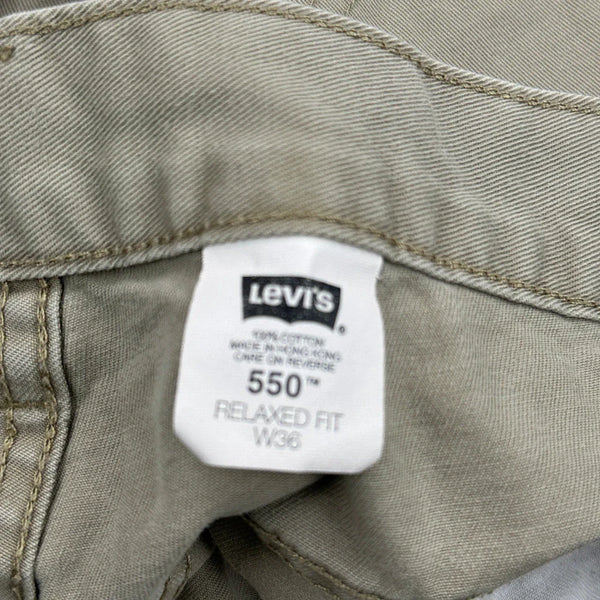 Levi's
100% COTTON
MADE IN HONG KONG
CARE ON REVERSE
550™
RELAXED FIT
W36